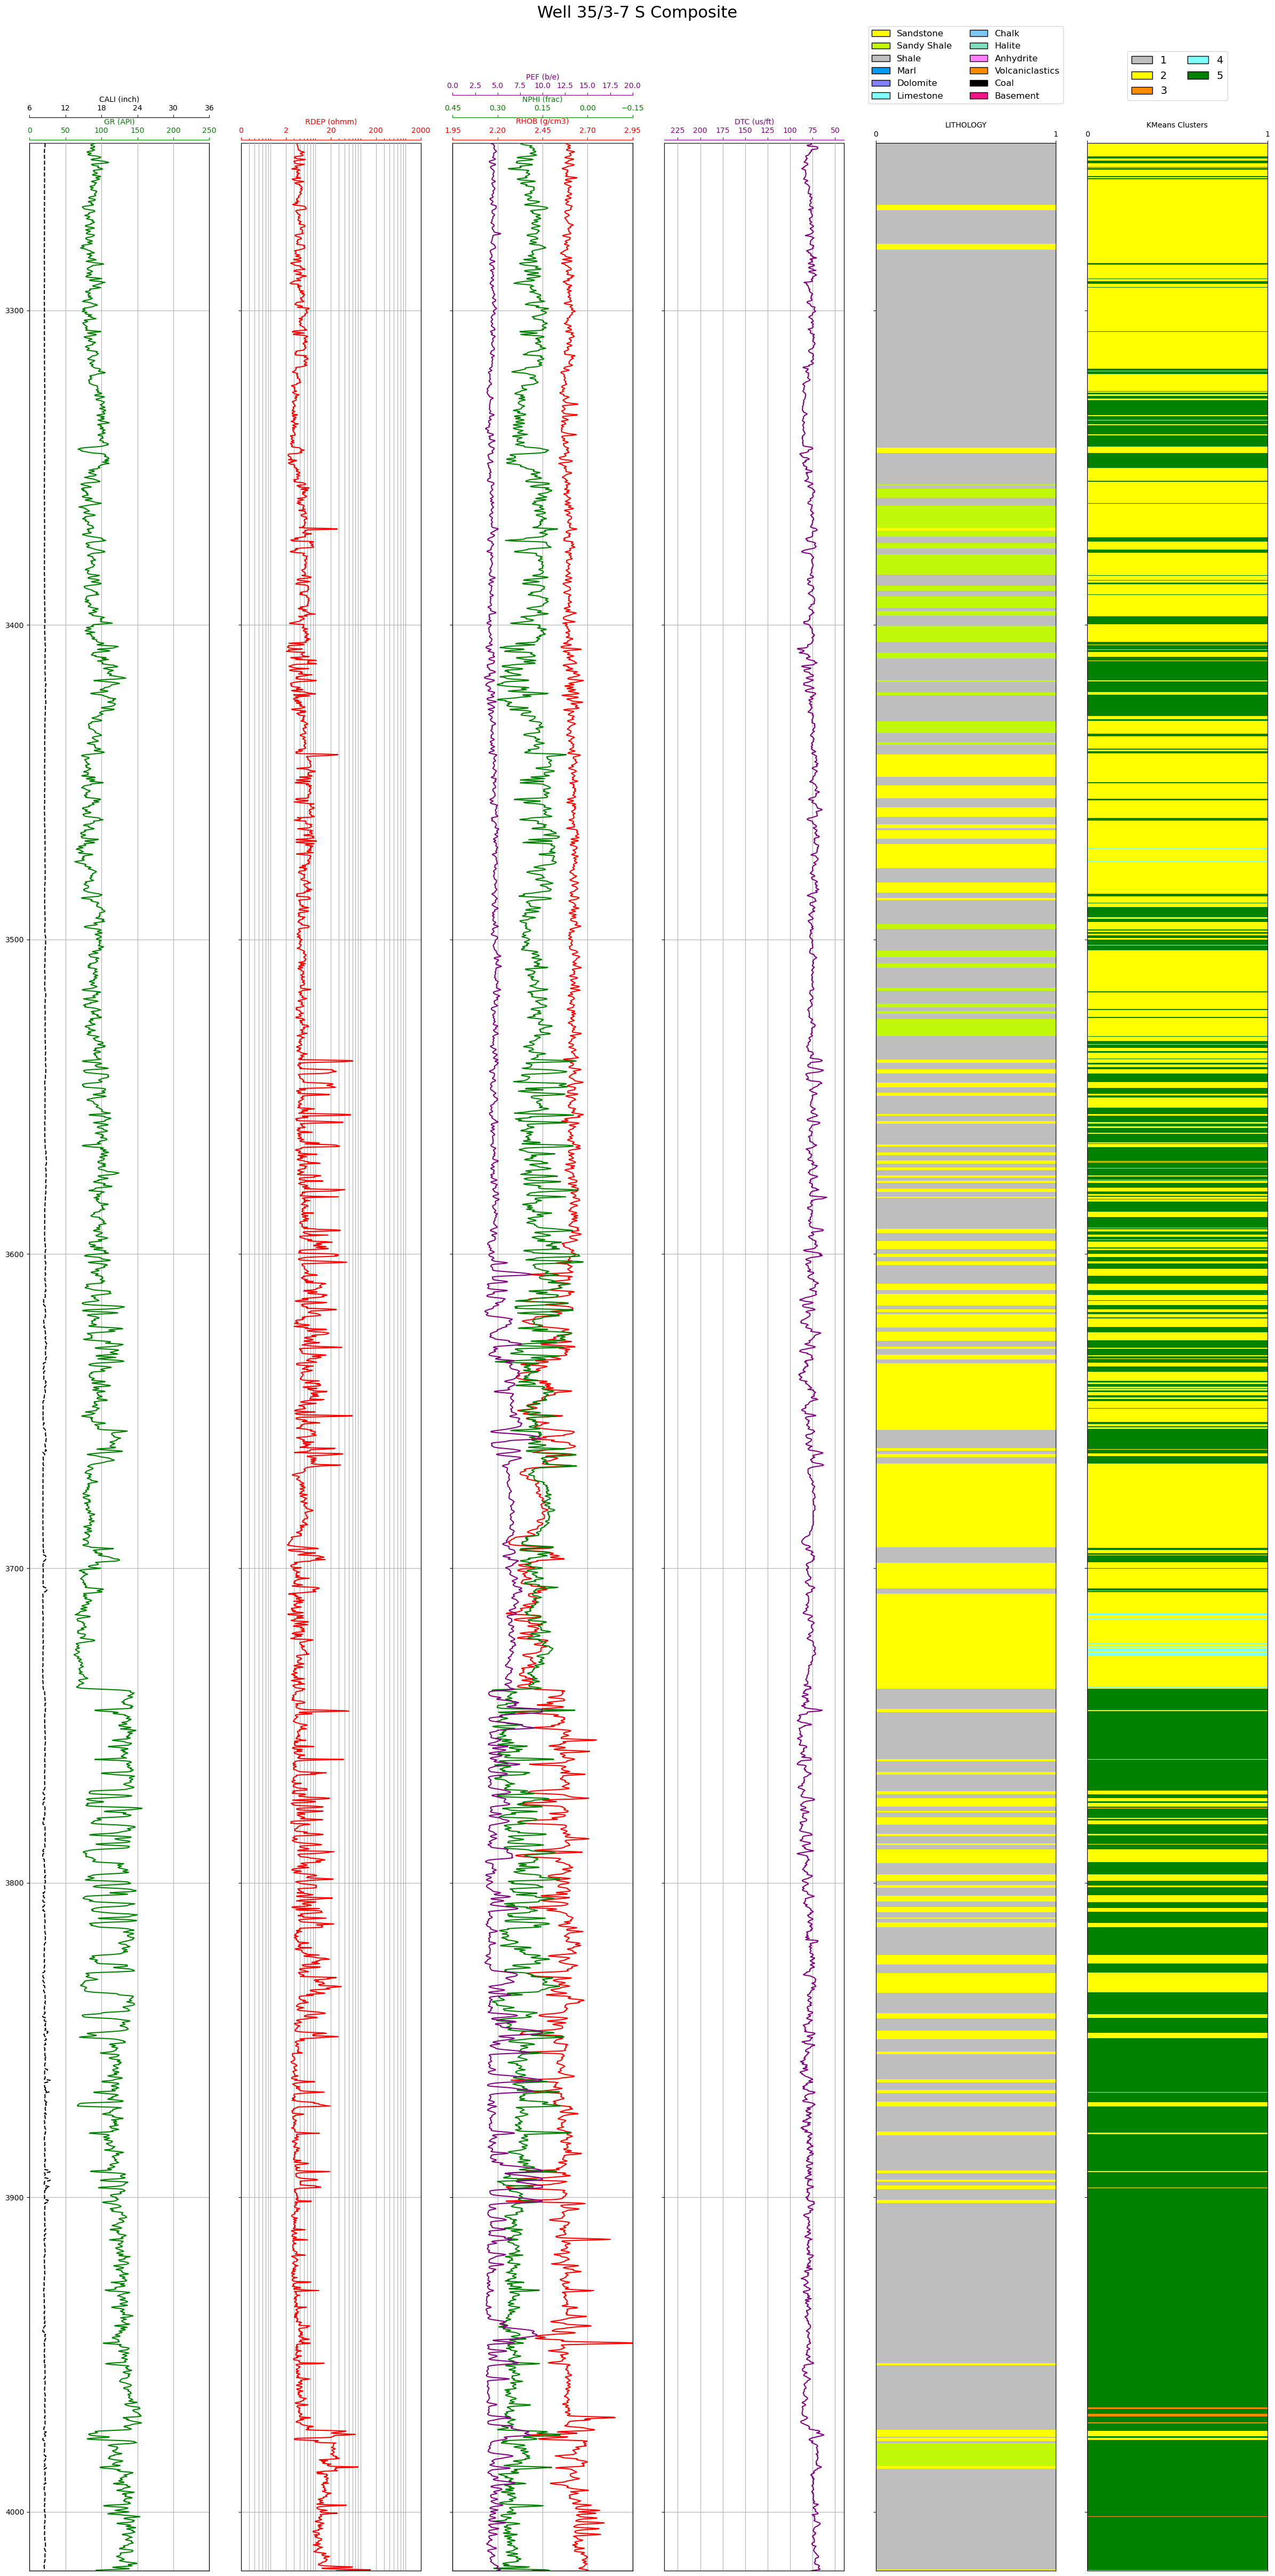 Well 35/3-7 S Composite
Sandstone Chalk
Sandy Shale Halite
Shale Anhydrite
Marl Volcaniclastics
Dolomite Coal
Limestone Basement
1 4
2 5
3
PEF (b/e)
0.0 2.5 5.0 7.5 10.0 12.5 15.0 17.5 20.0
CALI (inch) NPHI (frac)
6 12 18 24 30 36 0.45 0.30 0.15 0.00 −0.15
GR (API) RDEP (ohmm) RHOB (g/cm3) DTC (us/ft) LITHOLOGY KMeans Clusters
0 50 100 150 200 250 0 2 20 200 2000 1.95 2.20 2.45 2.70 2.95 225 200 175 150 125 100 75 50 0 1 0 1
3300
3400
3500
3600
3700
3800
3900
4000